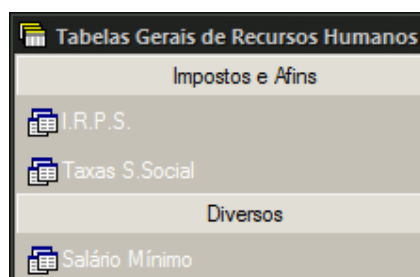 Tabelas Gerais de Recursos Humanos
Impostos e Afins
I.R.P.S.
Taxas S.Social
Diversos
Salário Mínimo